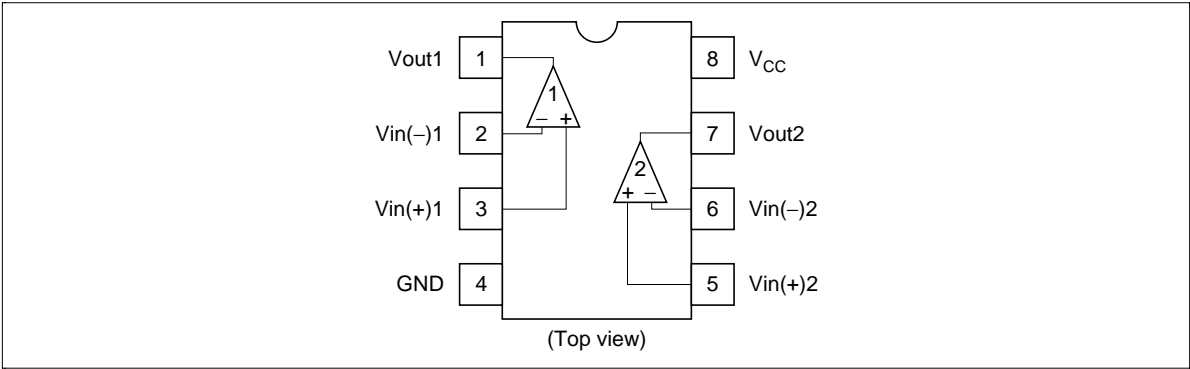 Vout1 1 8 VCC
1
− +
Vin(−)1 2 7 Vout2
2
+ −
Vin(+)1 3 6 Vin(−)2
GND 4 5 Vin(+)2
(Top view)